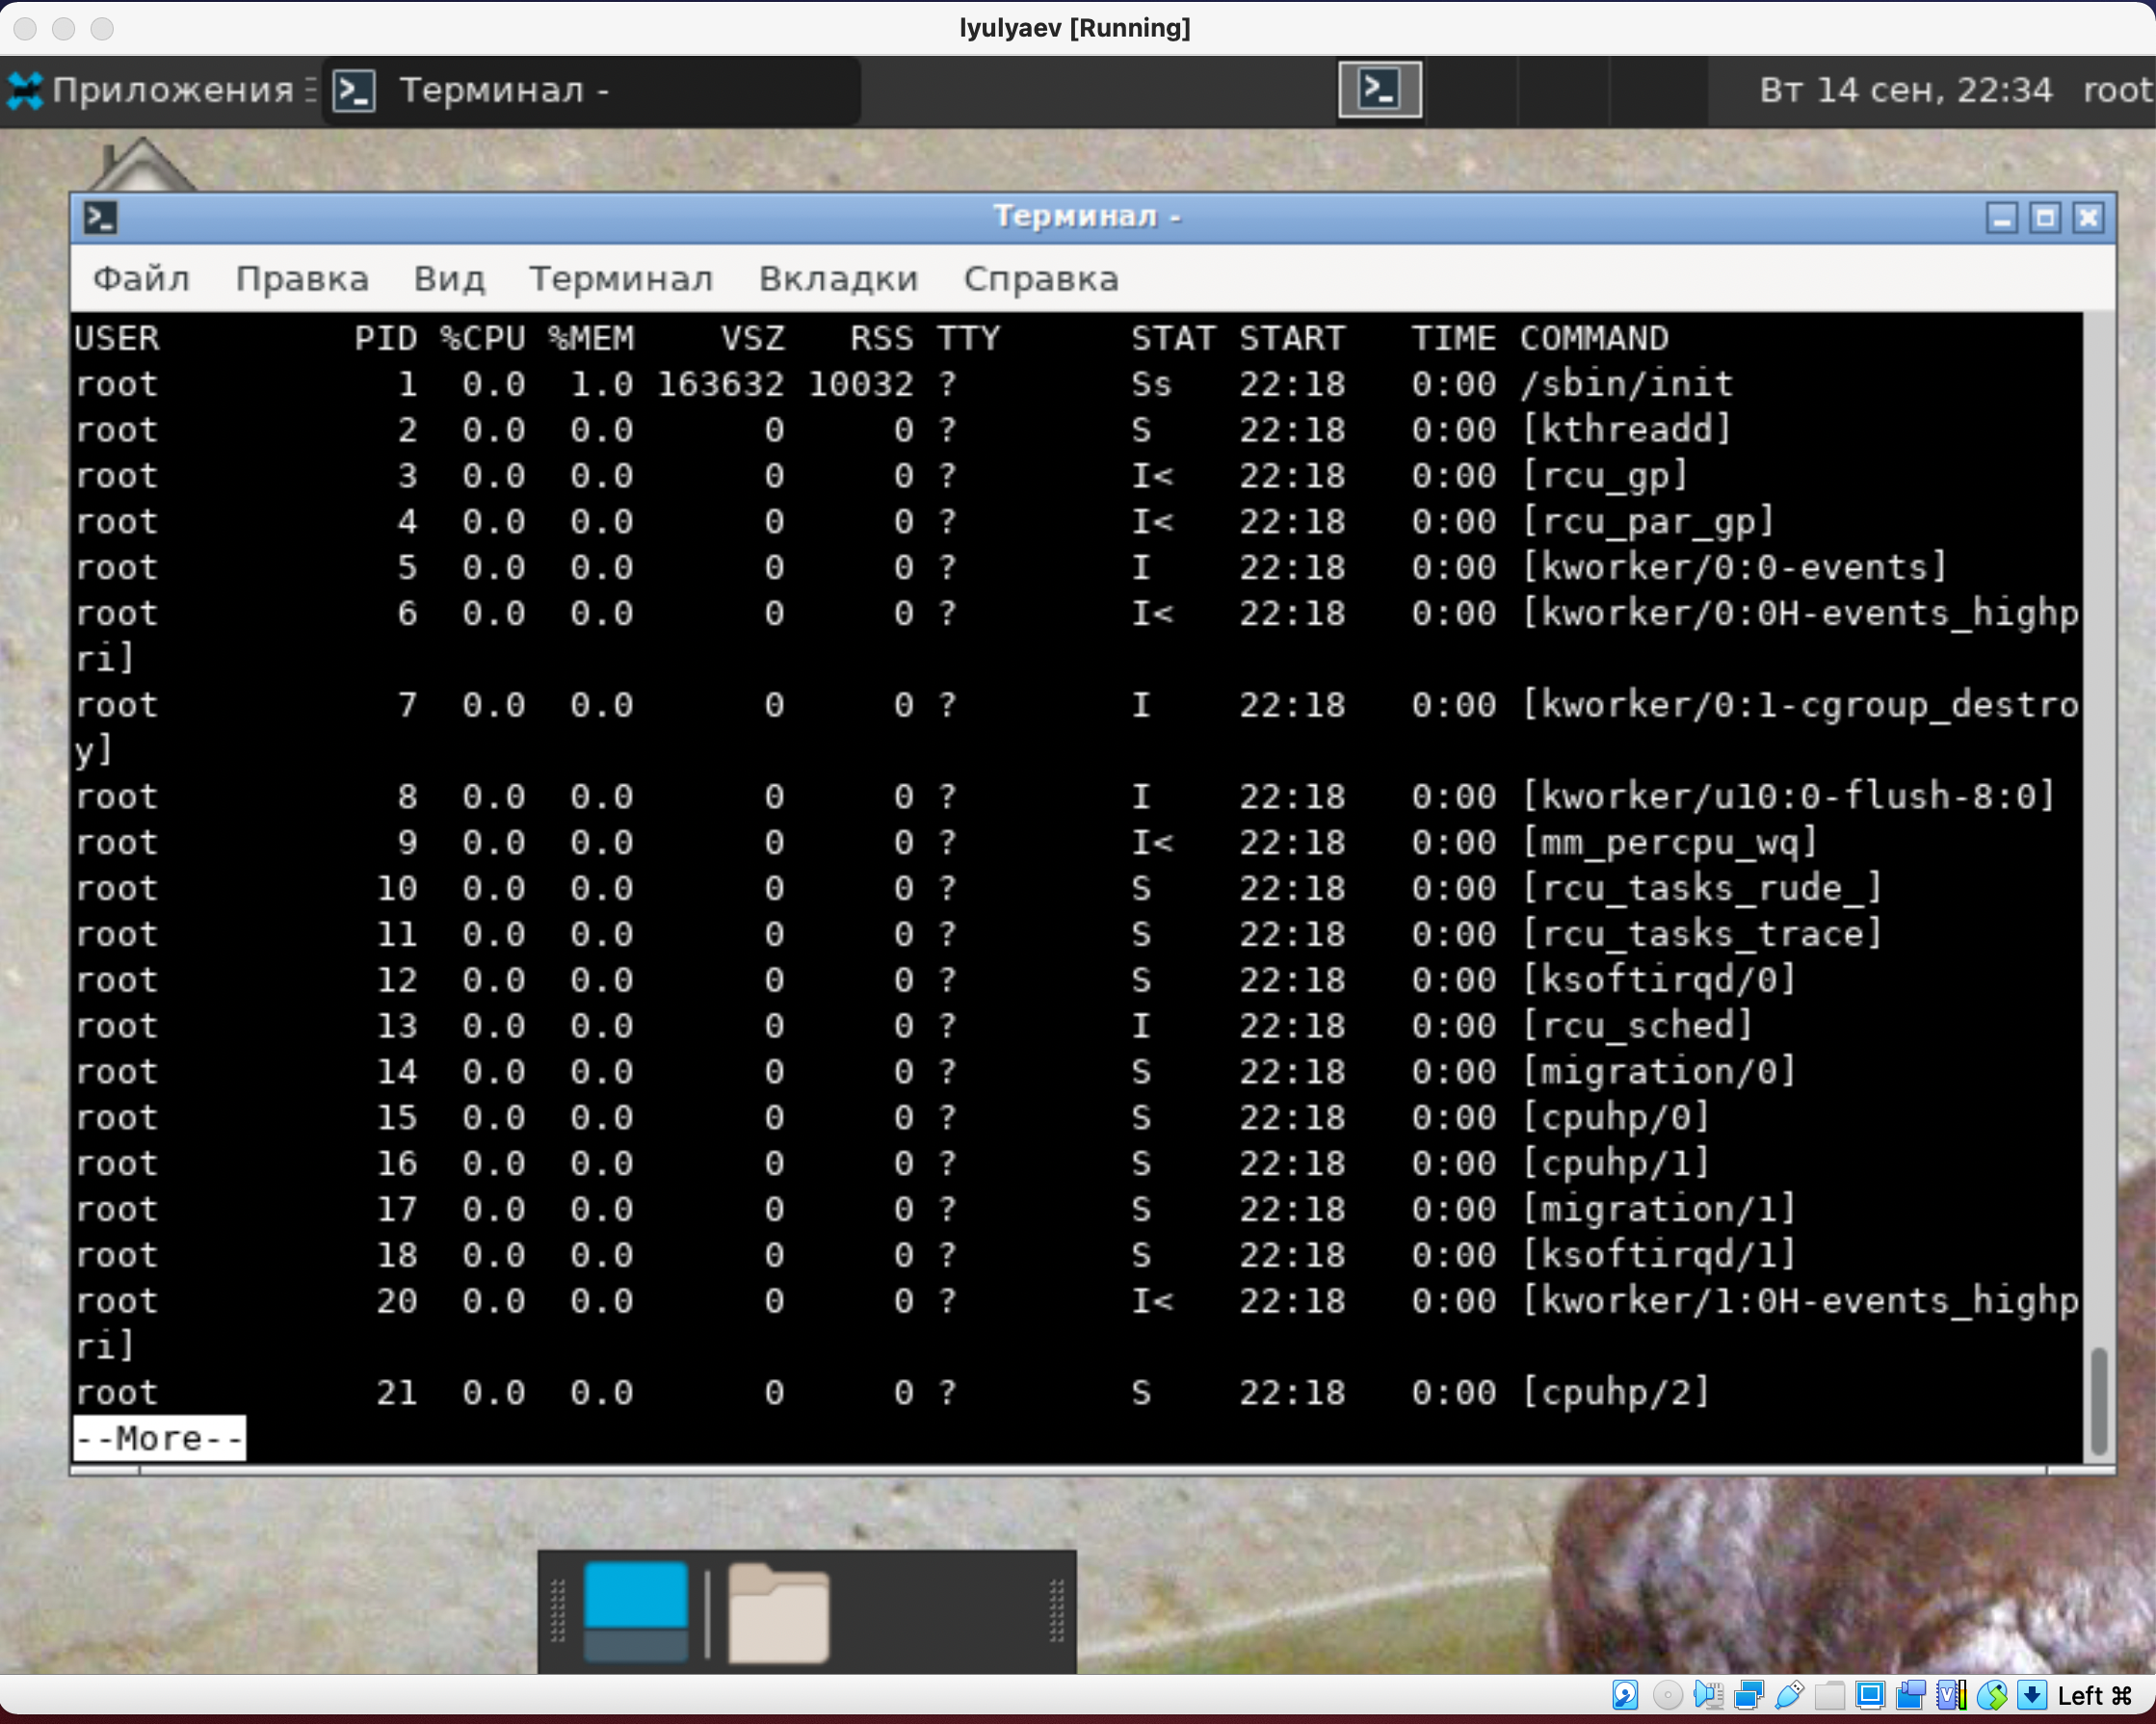 lyulyaev [Running]
Приложения Терминал - Вт 14 сен, 22:34 root
Терминал -
Файл Правка Вид Терминал Вкладки Справка
USER PID %CPU %MEM VSZ RSS TTY STAT START TIME COMMAND
root 1 0.0 1.0 163632 10032 ? Ss 22:18 0:00 /sbin/init
root 2 0.0 0.0 0 0 ? S 22:18 0:00 [kthreadd]
root 3 0.0 0.0 0 0 ? I< 22:18 0:00 [rcu_gp]
root 4 0.0 0.0 0 0 ? I< 22:18 0:00 [rcu_par_gp]
root 5 0.0 0.0 0 0 ? I 22:18 0:00 [kworker/0:0-events]
root 6 0.0 0.0 0 0 ? I< 22:18 0:00 [kworker/0:0H-events_highp
ri]
root 7 0.0 0.0 0 0 ? I 22:18 0:00 [kworker/0:1-cgroup_destro
y]
root 8 0.0 0.0 0 0 ? I 22:18 0:00 [kworker/u10:0-flush-8:0]
root 9 0.0 0.0 0 0 ? I< 22:18 0:00 [mm_percpu_wq]
root 10 0.0 0.0 0 0 ? S 22:18 0:00 [rcu_tasks_rude_]
root 11 0.0 0.0 0 0 ? S 22:18 0:00 [rcu_tasks_trace]
root 12 0.0 0.0 0 0 ? S 22:18 0:00 [ksoftirqd/0]
root 13 0.0 0.0 0 0 ? I 22:18 0:00 [rcu_sched]
root 14 0.0 0.0 0 0 ? S 22:18 0:00 [migration/0]
root 15 0.0 0.0 0 0 ? S 22:18 0:00 [cpuhp/0]
root 16 0.0 0.0 0 0 ? S 22:18 0:00 [cpuhp/1]
root 17 0.0 0.0 0 0 ? S 22:18 0:00 [migration/1]
root 18 0.0 0.0 0 0 ? S 22:18 0:00 [ksoftirqd/1]
root 20 0.0 0.0 0 0 ? I< 22:18 0:00 [kworker/1:0H-events_highp
ri]
root 21 0.0 0.0 0 0 ? S 22:18 0:00 [cpuhp/2]
--More--
Left ⌘